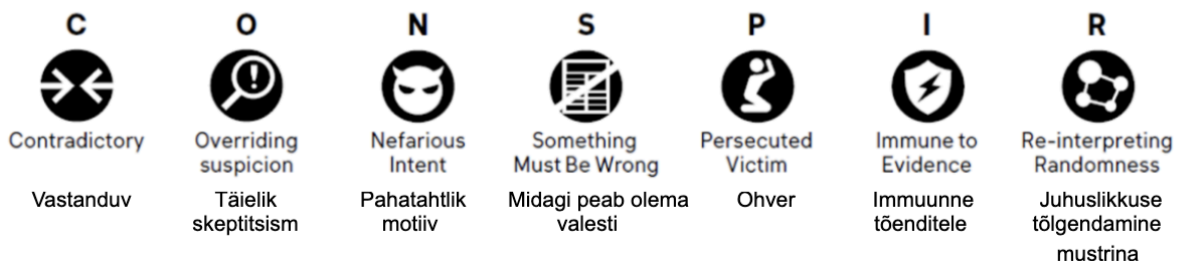 C O N S P I R
Contradictory
Overriding
suspicion
Nefarious
Intent
Something
Must Be Wrong
Persecuted
Victim
Immune to
Evidence
Re-interpreting
Randomness
Vastanduv
Täielik
skeptitsism
Pahatahtlik
motiiv
Midagi peab olema
valesti
Ohver
Immuunne
tõenditele
Juhuslikkuse
tõlgendamine
mustrina